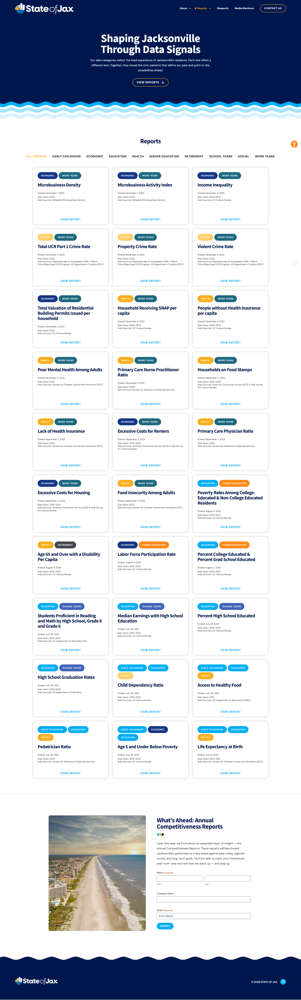 State of Jax
About
Reports
Research
Media Mentions
CONTACT US
Shaping Jacksonville
Through Data Signals
Our data categories reflect the lived experience of Jacksonville's residents. Each one offers a
different lens. Together, they reveal the civic patterns that define our past and point to the
possibilities ahead.
VIEW REPORTS
Reports
ALL INSIGHTS
EARLY CHILDHOOD
ECONOMIC
EDUCATION
HEALTH
HIGHER EDUCATION
RETIREMENT
SCHOOL YEARS
SOCIAL
WORK YEARS
ECONOMIC
WORK YEARS
Microbusiness Density
Posted: December 7, 2025
Data Years: 2023
Data Sources: GoDaddy Microbusiness Density
VIEW REPORT
ECONOMIC
WORK YEARS
Microbusiness Activity Index
Posted: December 7, 2025
Data Years: 2023
Data Sources: GoDaddy Microbusiness Density
VIEW REPORT
ECONOMIC
WORK YEARS
Income Inequality
Posted: December 4, 2025
Data Years: 2019-2023
Data Sources: U.S. Census Bureau
VIEW REPORT
SOCIAL
WORK YEARS
Total UCR Part 1 Crime Rate
Posted: December 4, 2025
Data Years: 2024
Data Sources: Federal Bureau of Investigation (FBI). Uniform
Crime Reporting (UCR) Program, US Department of Justice (DOJ)
VIEW REPORT
SOCIAL
WORK YEARS
Property Crime Rate
Posted: December 4, 2025
Data Years: 2024
Data Sources: Federal Bureau of Investigation (FBI). Uniform
Crime Reporting (UCR) Program, US Department of Justice (DOJ)
VIEW REPORT
SOCIAL
WORK YEARS
Violent Crime Rate
Posted: December 4, 2025
Data Years: 2024
Data Sources: Federal Bureau of Investigation (FBI). Uniform
Crime Reporting (UCR) Program, US Department of Justice (DOJ)
VIEW REPORT
ECONOMIC
WORK YEARS
Total Valuation of Residential
Building Permits Issued per
household
Posted: December 4, 2025
Data Years: 2024
Data Sources: U.S. Census Bureau
VIEW REPORT
HEALTH
WORK YEARS
Household Receiving SNAP per
capita
Posted: December 4, 2025
Data Years: 2019-2023
Data Sources: U.S. Census Bureau
VIEW REPORT
HEALTH
WORK YEARS
People without Health Insurance
per capita
Posted: December 4, 2025
Data Years: 2019-2023
Data Sources: U.S. Census Bureau
VIEW REPORT
HEALTH
WORK YEARS
Poor Mental Health Among Adults
Posted: December 4, 2025
Data Years: 2022
Data Sources: Centers for Disease Control and Prevention (CDC)
VIEW REPORT
HEALTH
WORK YEARS
Primary Care Nurse Practitioner
Ratio
Posted: December 4, 2025
Data Years: 2024
Data Sources: Centers for Medicare & Medicaid Services
VIEW REPORT
HEALTH
WORK YEARS
Households on Food Stamps
Posted: September 2, 2025
Data Years: 2019-2023
Data Sources: American Community Survey (ACS) 5-Year Survey,
U.S. Census Bureau
VIEW REPORT
HEALTH
WORK YEARS
Lack of Health Insurance
Posted: September 2, 2025
Data Years: 2022
Data Sources: Centers for Disease Control and Prevention (CDC)
VIEW REPORT
ECONOMIC
WORK YEARS
Excessive Costs for Renters
Posted: September 2, 2025
Data Years: 2019-2023
Data Sources: American Community Survey (ACS) 5-Year Survey,
U.S. Census Bureau
VIEW REPORT
HEALTH
WORK YEARS
Primary Care Physician Ratio
Posted: September 2, 2025
Data Years: 2024
Data Sources: Centers for Medicare & Medicaid Services
VIEW REPORT
ECONOMIC
WORK YEARS
Excessive Costs for Housing
Posted: September 2, 2025
Data Years: 2019-2023
Data Sources: American Community Survey (ACS) 5-Year Survey,
U.S. Census Bureau
VIEW REPORT
HEALTH
WORK YEARS
Food Insecurity Among Adults
Posted: September 2, 2025
Data Years: 2022
Data Sources: Centers for Disease Control and Prevention (CDC)
VIEW REPORT
EDUCATION
HIGHER EDUCATION
Poverty Rates Among College-
Educated & Non-College Educated
Residents
Posted: August 4, 2025
Data Years: 2019-2023
Data Sources: U.S. Census Bureau
VIEW REPORT
HEALTH
RETIREMENT
Age 65 and Over with a Disability
Per Capita
Posted: August 4, 2025
Data Years: 2019-2023
Data Sources: U.S. Census Bureau
VIEW REPORT
ECONOMIC
HIGHER EDUCATION
Labor Force Participation Rate
Posted: August 4, 2025
Data Years: 2019-2023
Data Sources: U.S. Census Bureau
VIEW REPORT
EDUCATION
HIGHER EDUCATION
Percent College Educated &
Percent Grad School Educated
Posted: August 2, 2025
Data Years: 2019-2023
Data Sources: U.S. Census Bureau
VIEW REPORT
EDUCATION
SCHOOL YEARS
Students Proficient in Reading
and Math by High School, Grade 8
and Grade 6
Posted: July 28, 2025
Data Years: 2021-2022
Data Sources: U.S. Department of Education (ED)
VIEW REPORT
EDUCATION
SCHOOL YEARS
Median Earnings with High School
Education
Posted: July 28, 2025
Data Years: 2019-2023
Data Sources: U.S. Census Bureau
VIEW REPORT
EDUCATION
SCHOOL YEARS
Percent High School Educated
Posted: July 28, 2025
Data Years: 2019-2023
Data Sources: U.S. Census Bureau
VIEW REPORT
EDUCATION
SCHOOL YEARS
High School Graduation Rates
Posted: July 28, 2025
Data Years: 2019-2023
Data Sources: U.S Department of Education
VIEW REPORT
EARLY CHILDHOOD
EDUCATION
SOCIAL
Child Dependency Ratio
Posted: July 28, 2025
Data Years: 2019-2023
Data Sources: U.S. Census Bureau
VIEW REPORT
EARLY CHILDHOOD
EDUCATION
HEALTH
Access to Healthy Food
Posted: July 28, 2025
Data Years: 2019
Data Sources: U.S. Department of Agriculture (USDA)
VIEW REPORT
EARLY CHILDHOOD
EDUCATION
HEALTH
Pedatrician Ratio
Posted: July 28, 2025
Data Years: 2024
Data Sources: Centers for Medicare & Medicaid Services
VIEW REPORT
EARLY CHILDHOOD
ECONOMIC
EDUCATION
Age 5 and Under Below Poverty
Posted: July 28, 2025
Data Years: 2019-2023
Data Sources: U.S. Census Bureau
VIEW REPORT
EARLY CHILDHOOD
EDUCATION
HEALTH
Life Expectancy at Birth
Posted: July 14, 2025
Data Years: 2010-2015
Data Sources: Centers for Disease Control and Prevention (CDC)
VIEW REPORT
What's Ahead: Annual
Competitiveness Reports
Later this year, we'll introduce an expanded layer of insight — the
Annual Competitiveness Reports. These reports will benchmark
Jacksonville's performance in key areas against peer cities, regional
norms, and long-term goals. You'll be able to track civic momentum
year-over-year and see how we stack up — and step up.
Name (Required)
First
Last
Company Name
Email (Required)
Email Address
SUBMIT
State of Jax
© 2026 STATE OF JAX